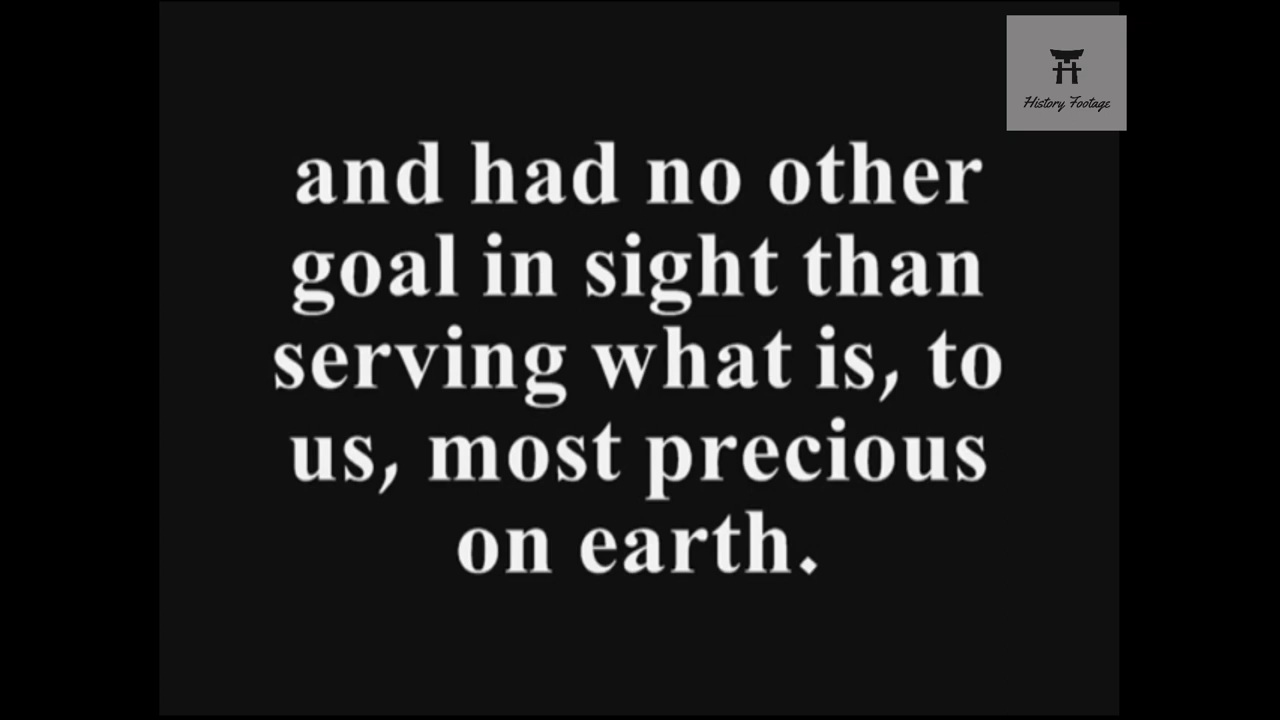 History Footage
and had no other
goal in sight than
serving what is, to
us, most precious
on earth.